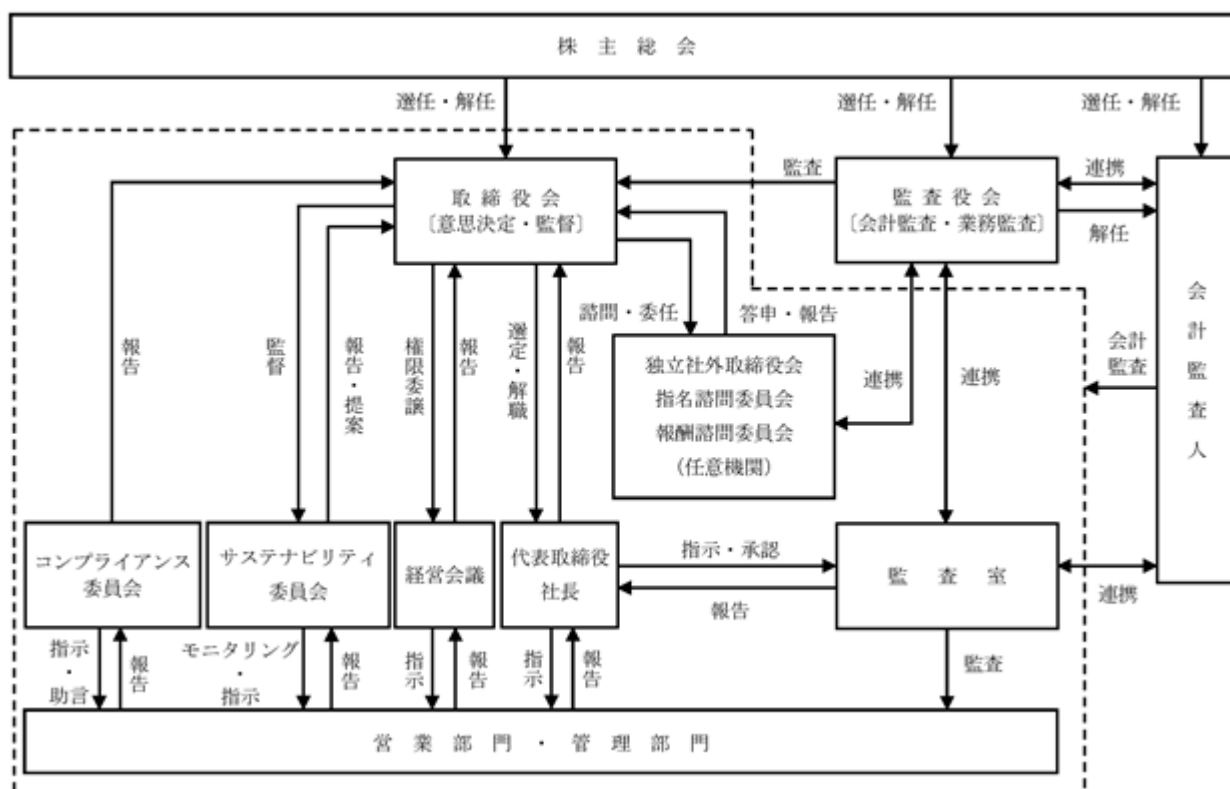 株主総会
選任・解任
選任・解任
選任・解任
取締役会
〔意思決定・監督〕
監査
監査役会
〔会計監査・業務監査〕
連携
解任
会計監査人
諮問・委任
答申・報告
報告
監督
報告・提案
権限委譲
報告
選定・解職
報告
独立社外取締役会
指名諮問委員会
報酬諮問委員会
(任意機関)
連携
連携
会計
監査
コンプライアンス
委員会
サステナビリティ
委員会
経営会議
代表取締役
社長
指示・承認
報告
監査室
連携
指示
・
助言
報告
モニタリング
・
指示
報告
指示
報告
指示
報告
監査
営業部門・管理部門